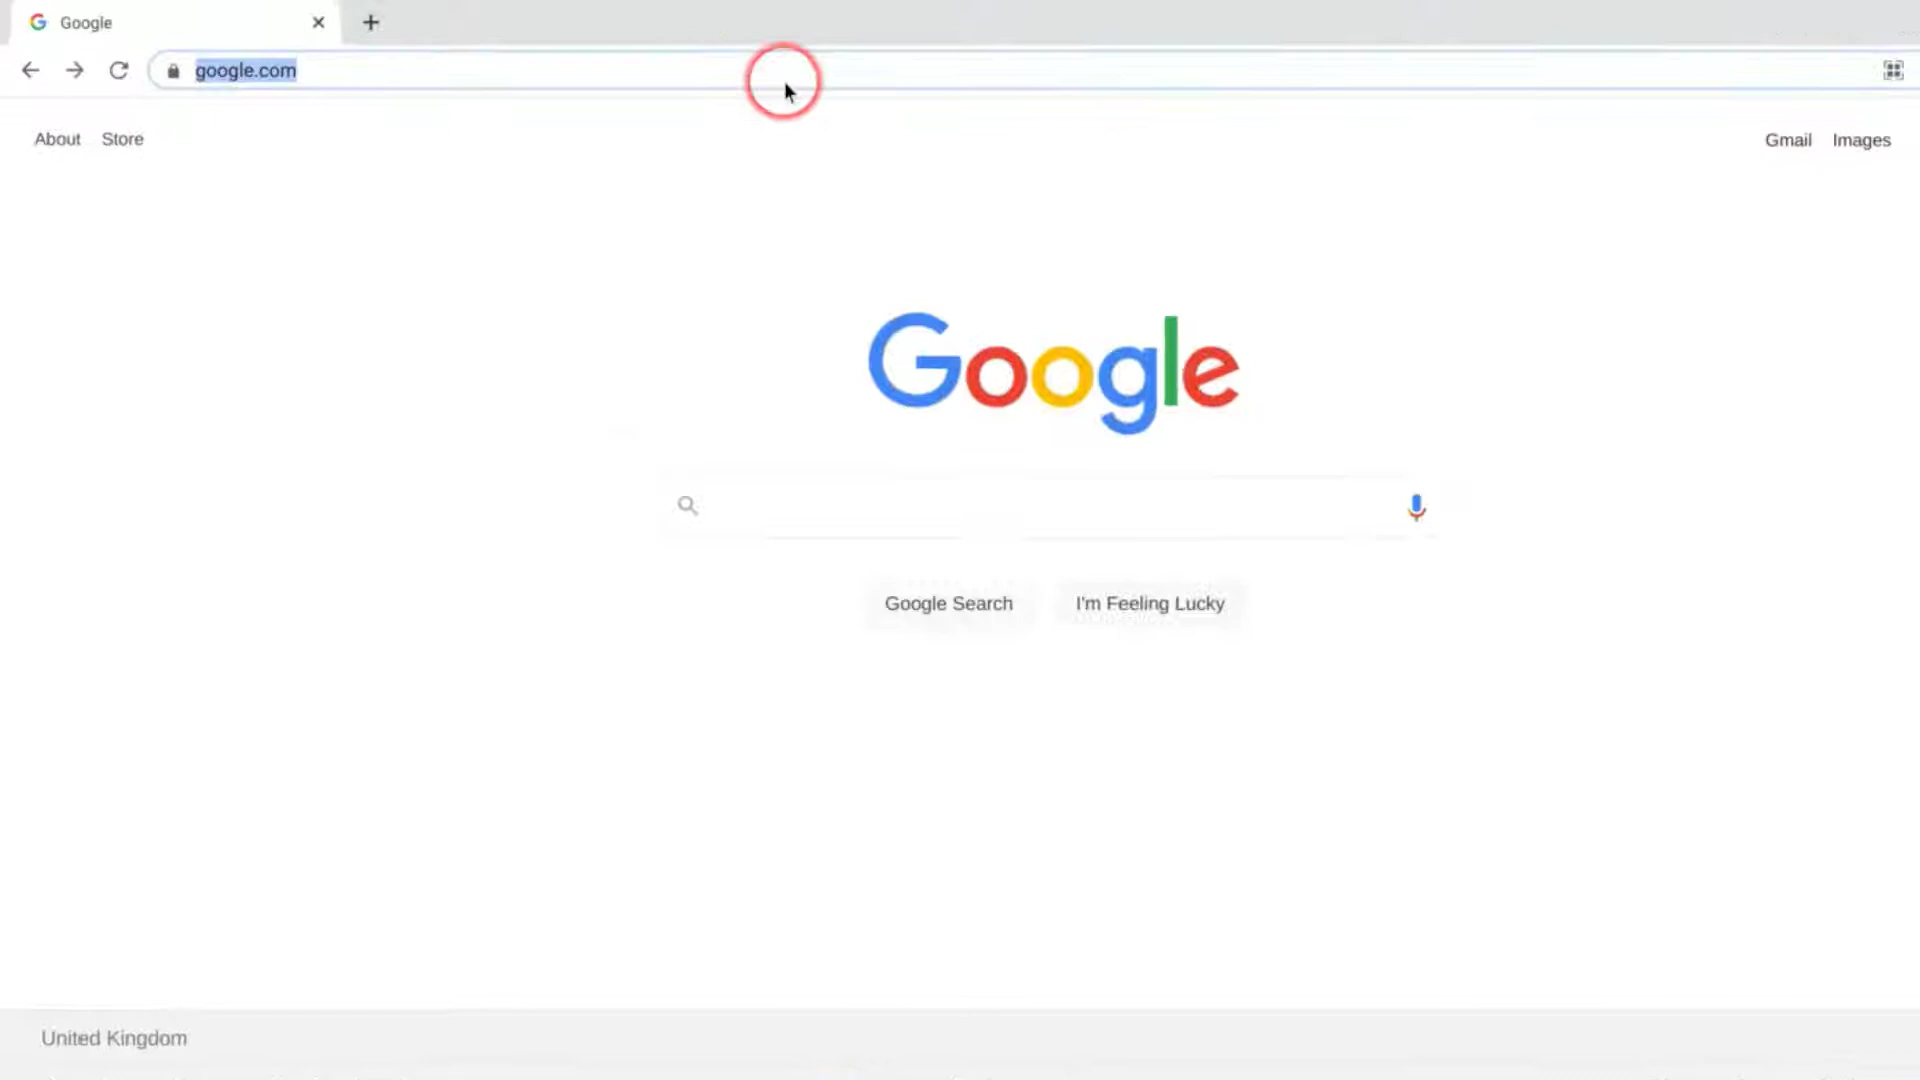 Google
google.com
About Store
Gmail Images
Google
Google Search I'm Feeling Lucky
United Kingdom